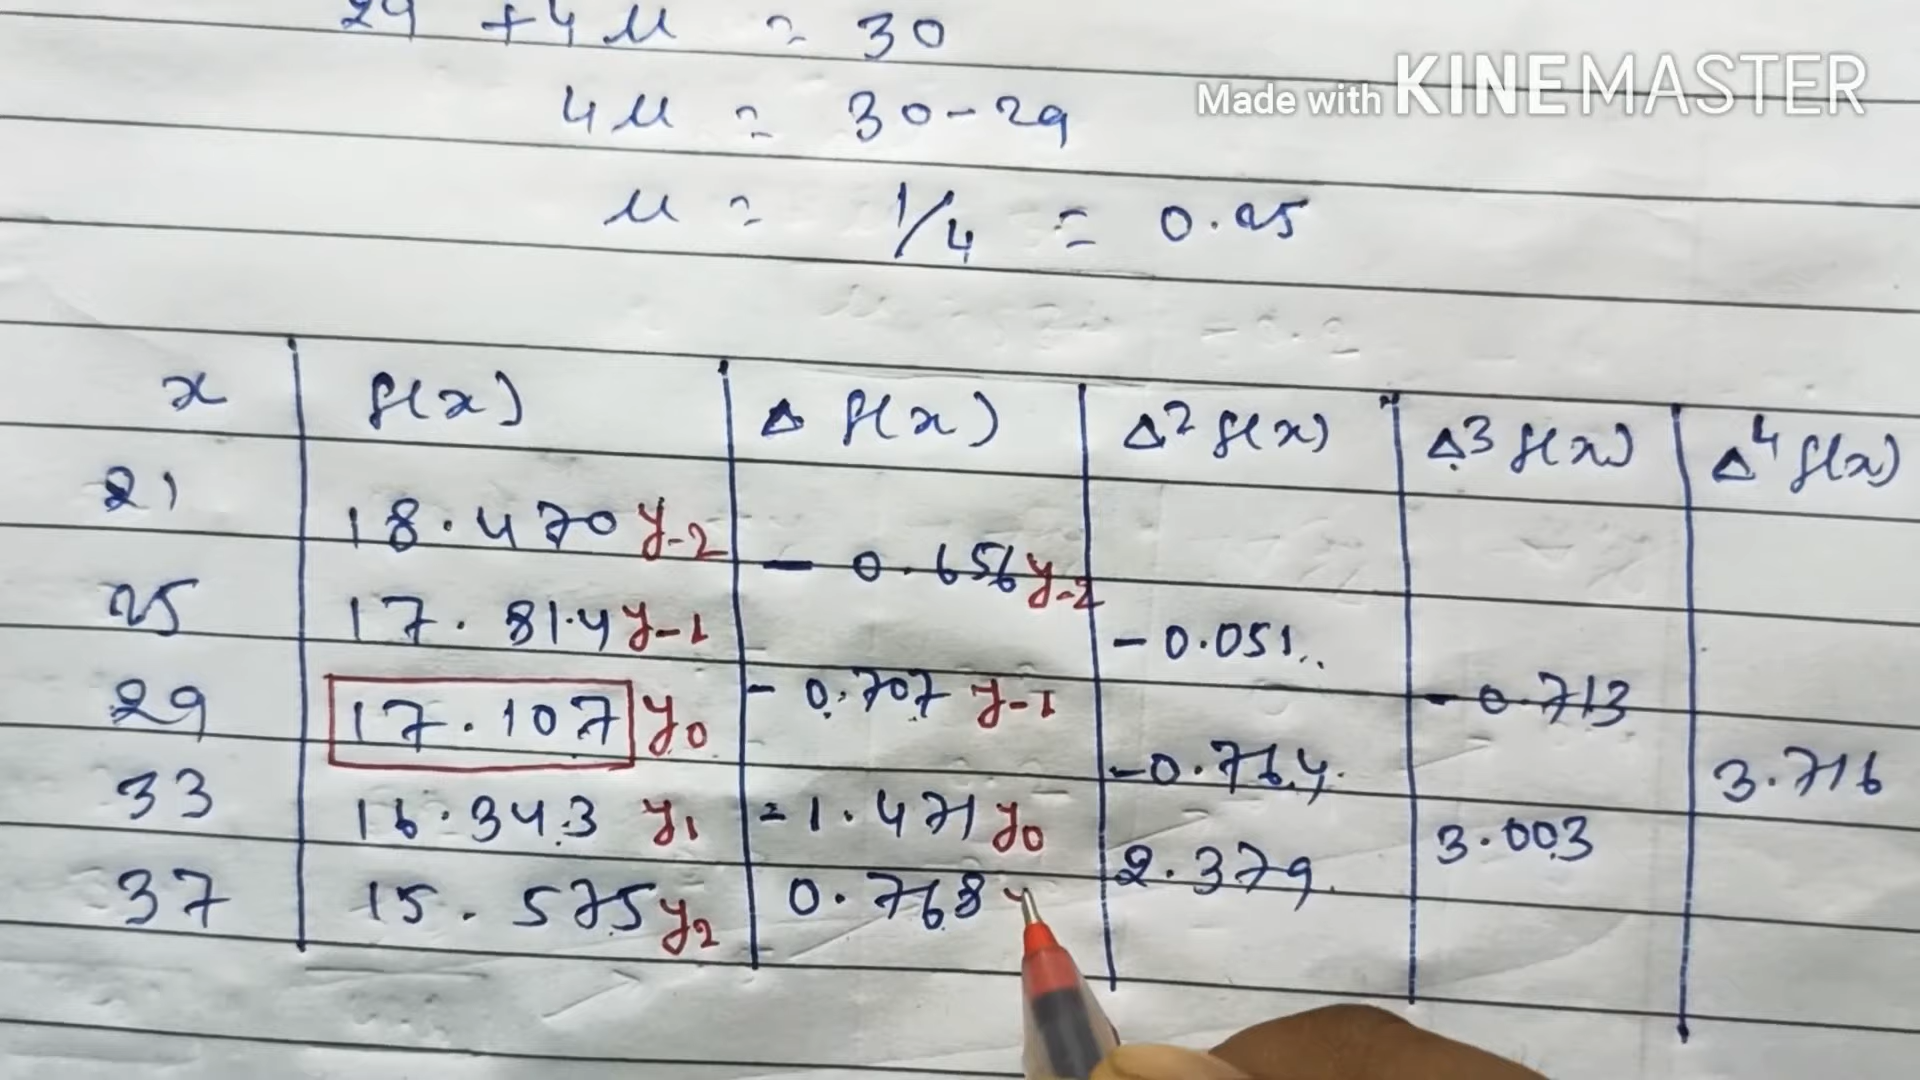 29 + 4μ = 30
Made with KINEMASTER
4μ = 30-29
μ = 1/4 = 0.25
x f(x) Δ f(x) Δ² f(x) Δ³ f(x) Δ⁴ f(x)
21 18.470 y-2
- 0.656 y-2
25 17.814 y-1 - 0.051
- 0.707 y-1 - 0.713
29 17.107 y0 -0.764 3.716
33 16.343 y1 -1.471 y0 3.003
2.379
37 15.575 y2 0.768 y